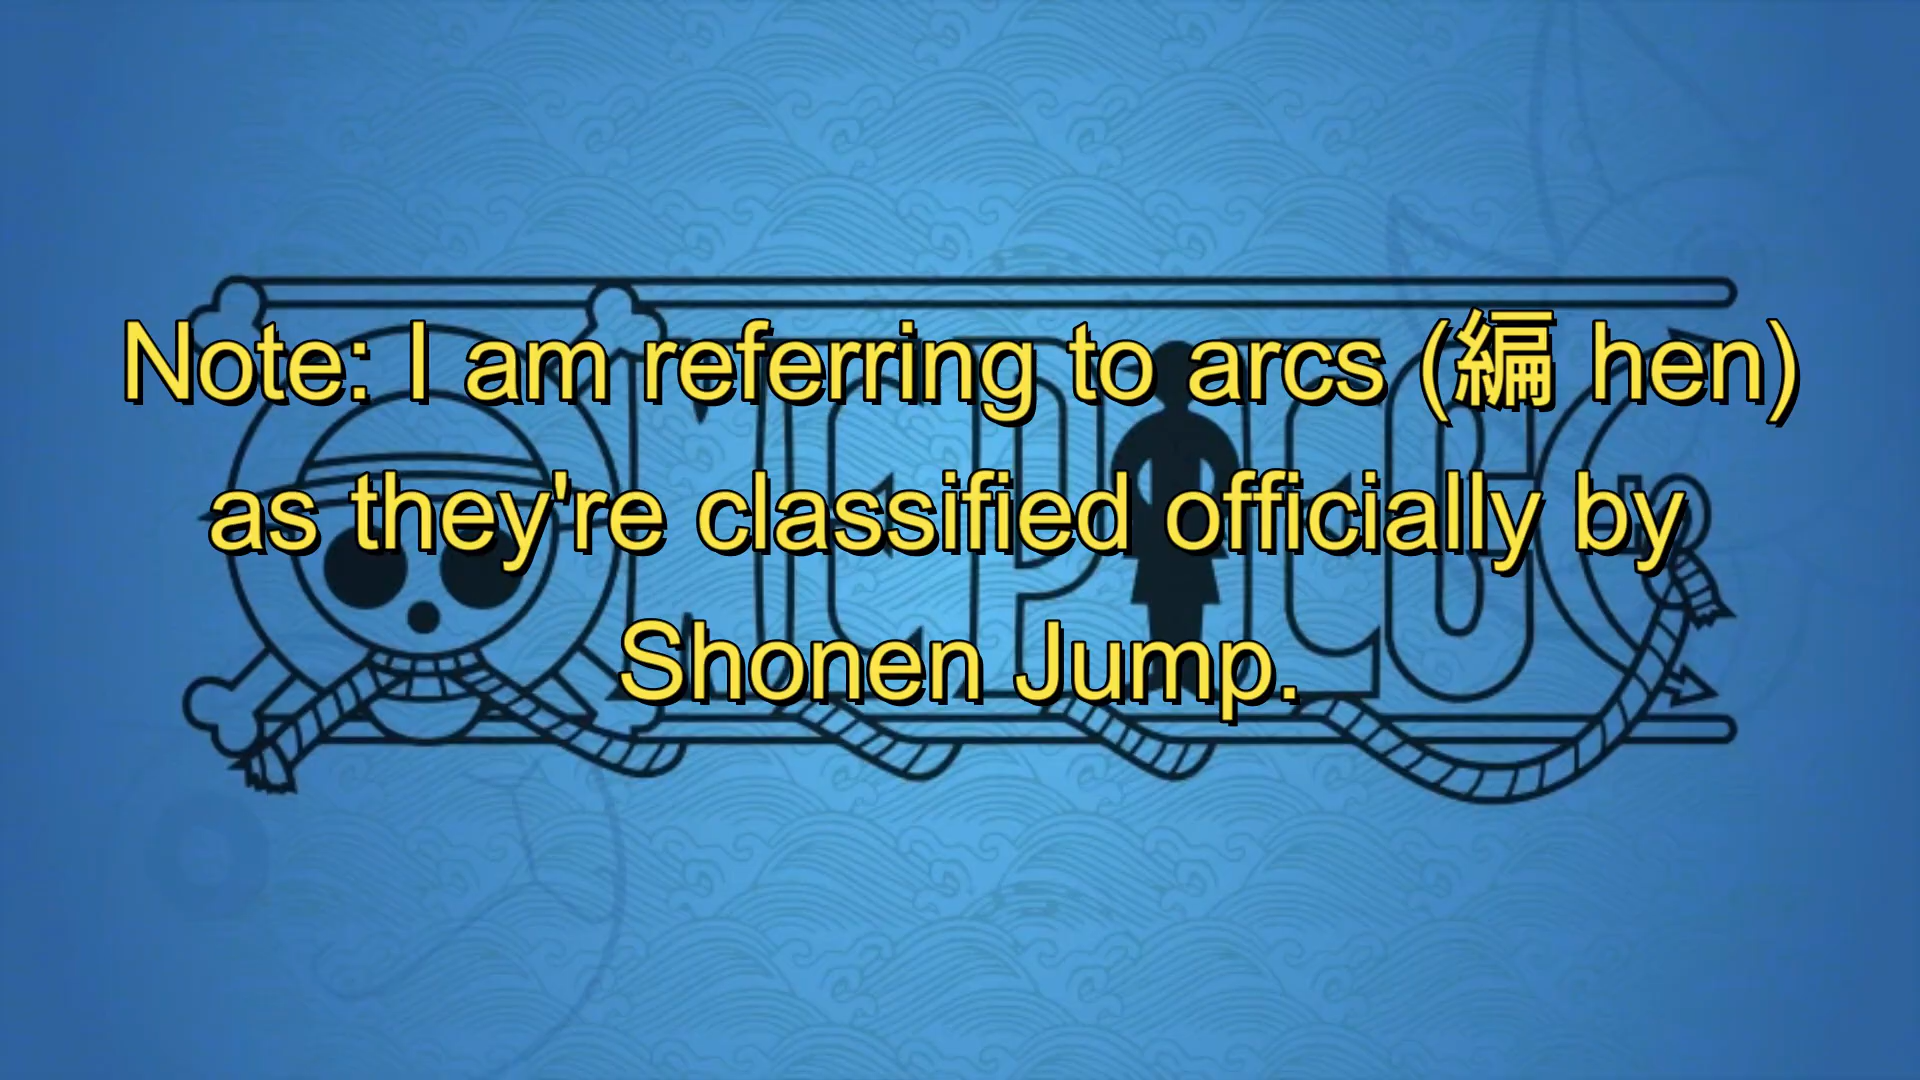 Note: I am referring to arcs (編 hen)
as they're classified officially by
Shonen Jump.